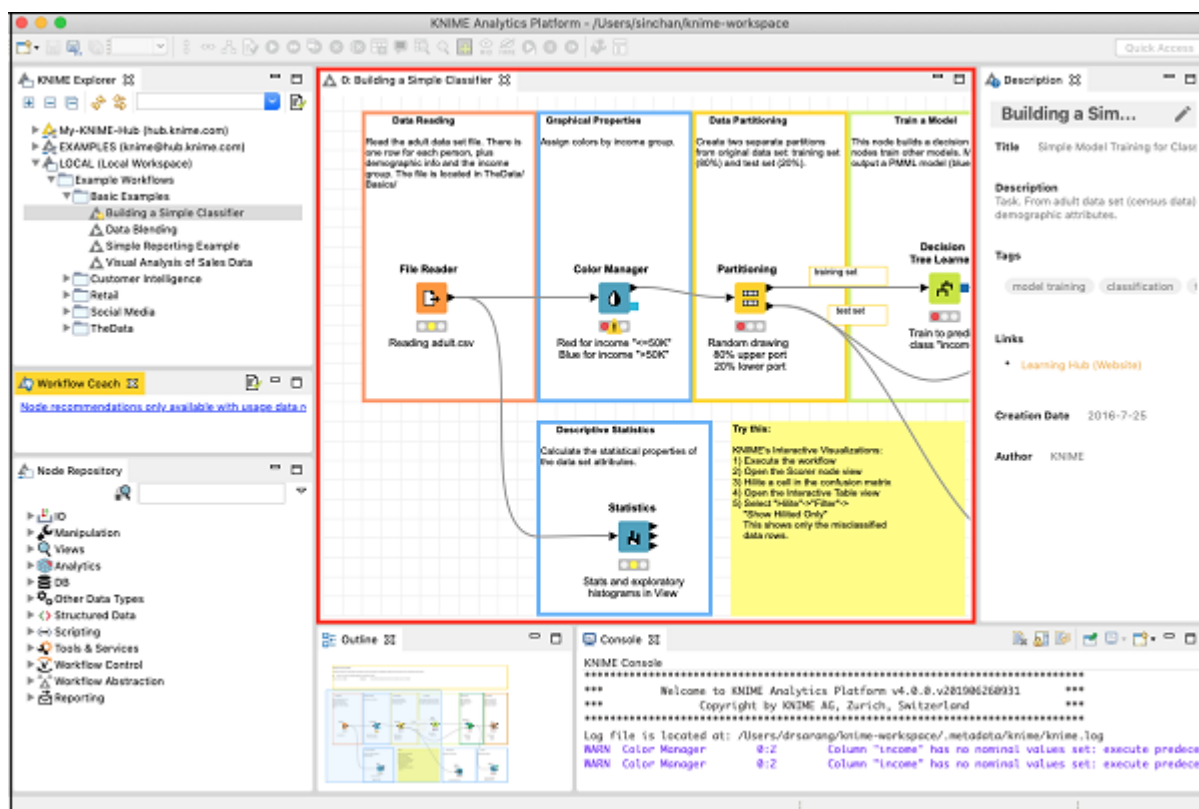 KNIME Analytics Platform - /Users/sinchan/knime-workspace
Quick Access
KNIME Explorer
My-KNIME-Hub (hub.knime.com)
EXAMPLES (knime@hub.knime.com)
LOCAL (Local Workspace)
Example Workflows
Basic Examples
Building a Simple Classifier
Data Blending
Simple Reporting Example
Visual Analysis of Sales Data
Customer Intelligence
Retail
Social Media
TheData
Workflow Coach
Node recommendations only available with usage data n
Node Repository
IO
Manipulation
Views
Analytics
DB
Other Data Types
Structured Data
Scripting
Tools & Services
Workflow Control
Workflow Abstraction
Reporting
0: Building a Simple Classifier
Data Reading
Read the adult data set file. There is
one row for each person, plus
demographic info and the income
group. The file is located in TheData/
Basics/
File Reader
Reading adult.csv
Graphical Properties
Assign colors by income group.
Color Manager
Red for income "<=50K"
Blue for income ">50K"
Data Partitioning
Create two separate partitions
from original data set: training set
(80%) and test set (20%).
Partitioning
Random drawing
80% upper port
20% lower port
training set
test set
Train a Model
This node builds a decision
nodes train other models. M
output a PMML model (blue
Decision
Tree Learne
Train to pred
class "incom
Descriptive Statistics
Calculate the statistical properties of
the data set attributes.
Statistics
Stats and exploratory
histograms in View
Try this:
KNIME's Interactive Visualizations:
1) Execute the workflow
2) Open the Scorer node view
3) Hilite a cell in the confusion matrix
4) Open the Interactive Table view
5) Select "Hilite"->"Filter"->
"Show Hilited Only"
This shows only the misclassified
data rows.
Description
Building a Sim...
Title Simple Model Training for Class
Description
Task. From adult data set (census data)
demographic attributes.
Tags
model training classification
Links
• Learning Hub (Website)
Creation Date 2016-7-25
Author KNIME
Outline
Console
KNIME Console
*** Welcome to KNIME Analytics Platform v4.0.0.v201906260931 ***
*** Copyright by KNIME AG, Zurich, Switzerland ***
Log file is located at: /Users/drsarang/knime-workspace/.metadata/knime/knime.log
WARN Color Manager 0:2 Column "income" has no nominal values set: execute predece
WARN Color Manager 0:2 Column "income" has no nominal values set: execute predece